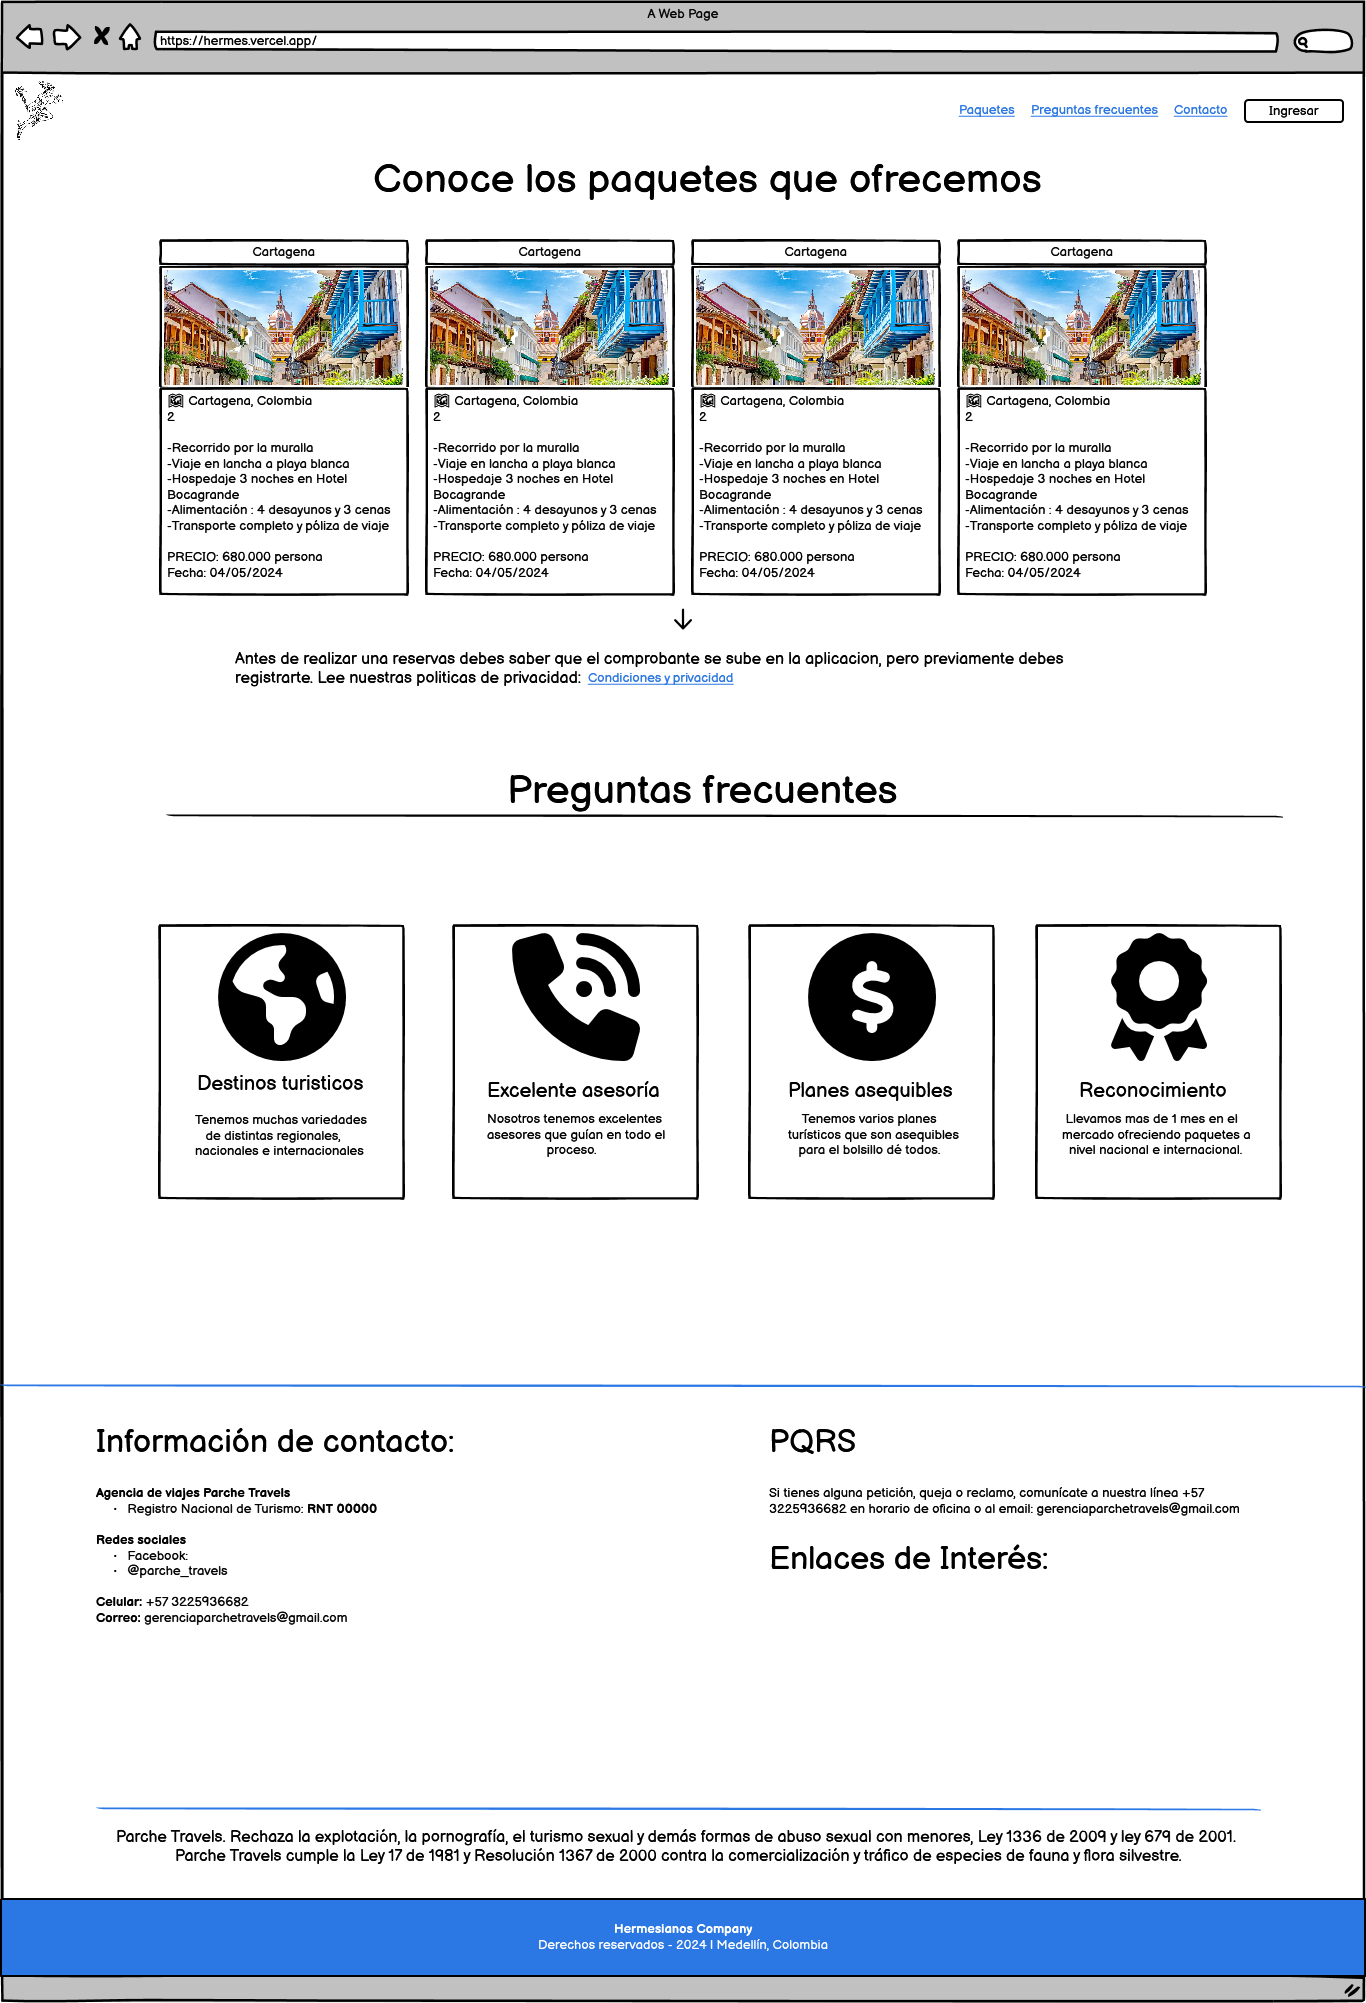 A Web Page
https://hermes.vercel.app/
Paquetes Preguntas frecuentes Contacto Ingresar
Conoce los paquetes que ofrecemos
Cartagena
Cartagena, Colombia
2
-Recorrido por la muralla
-Viaje en lancha a playa blanca
-Hospedaje 3 noches en Hotel
Bocagrande
-Alimentación : 4 desayunos y 3 cenas
-Transporte completo y póliza de viaje
PRECIO: 680.000 persona
Fecha: 04/05/2024
Cartagena
Cartagena, Colombia
2
-Recorrido por la muralla
-Viaje en lancha a playa blanca
-Hospedaje 3 noches en Hotel
Bocagrande
-Alimentación : 4 desayunos y 3 cenas
-Transporte completo y póliza de viaje
PRECIO: 680.000 persona
Fecha: 04/05/2024
Cartagena
Cartagena, Colombia
2
-Recorrido por la muralla
-Viaje en lancha a playa blanca
-Hospedaje 3 noches en Hotel
Bocagrande
-Alimentación : 4 desayunos y 3 cenas
-Transporte completo y póliza de viaje
PRECIO: 680.000 persona
Fecha: 04/05/2024
Cartagena
Cartagena, Colombia
2
-Recorrido por la muralla
-Viaje en lancha a playa blanca
-Hospedaje 3 noches en Hotel
Bocagrande
-Alimentación : 4 desayunos y 3 cenas
-Transporte completo y póliza de viaje
PRECIO: 680.000 persona
Fecha: 04/05/2024
Antes de realizar una reservas debes saber que el comprobante se sube en la aplicacion, pero previamente debes
registrarte. Lee nuestras politicas de privacidad: Condiciones y privacidad
Preguntas frecuentes
Destinos turisticos
Tenemos muchas variedades
de distintas regionales,
nacionales e internacionales
Excelente asesoría
Nosotros tenemos excelentes
asesores que guían en todo el
proceso.
Planes asequibles
Tenemos varios planes
turísticos que son asequibles
para el bolsillo dé todos.
Reconocimiento
Llevamos mas de 1 mes en el
mercado ofreciendo paquetes a
nivel nacional e internacional.
Información de contacto:
Agencia de viajes Parche Travels
• Registro Nacional de Turismo: RNT 00000
Redes sociales
• Facebook:
• @parche_travels
Celular: +57 3225936682
Correo: gerenciaparchetravels@gmail.com
PQRS
Si tienes alguna petición, queja o reclamo, comunícate a nuestra línea +57
3225936682 en horario de oficina o al email: gerenciaparchetravels@gmail.com
Enlaces de Interés:
Parche Travels. Rechaza la explotación, la pornografía, el turismo sexual y demás formas de abuso sexual con menores, Ley 1336 de 2009 y ley 679 de 2001.
Parche Travels cumple la Ley 17 de 1981 y Resolución 1367 de 2000 contra la comercialización y tráfico de especies de fauna y flora silvestre.
Hermesianos Company
Derechos reservados - 2024 | Medellín, Colombia